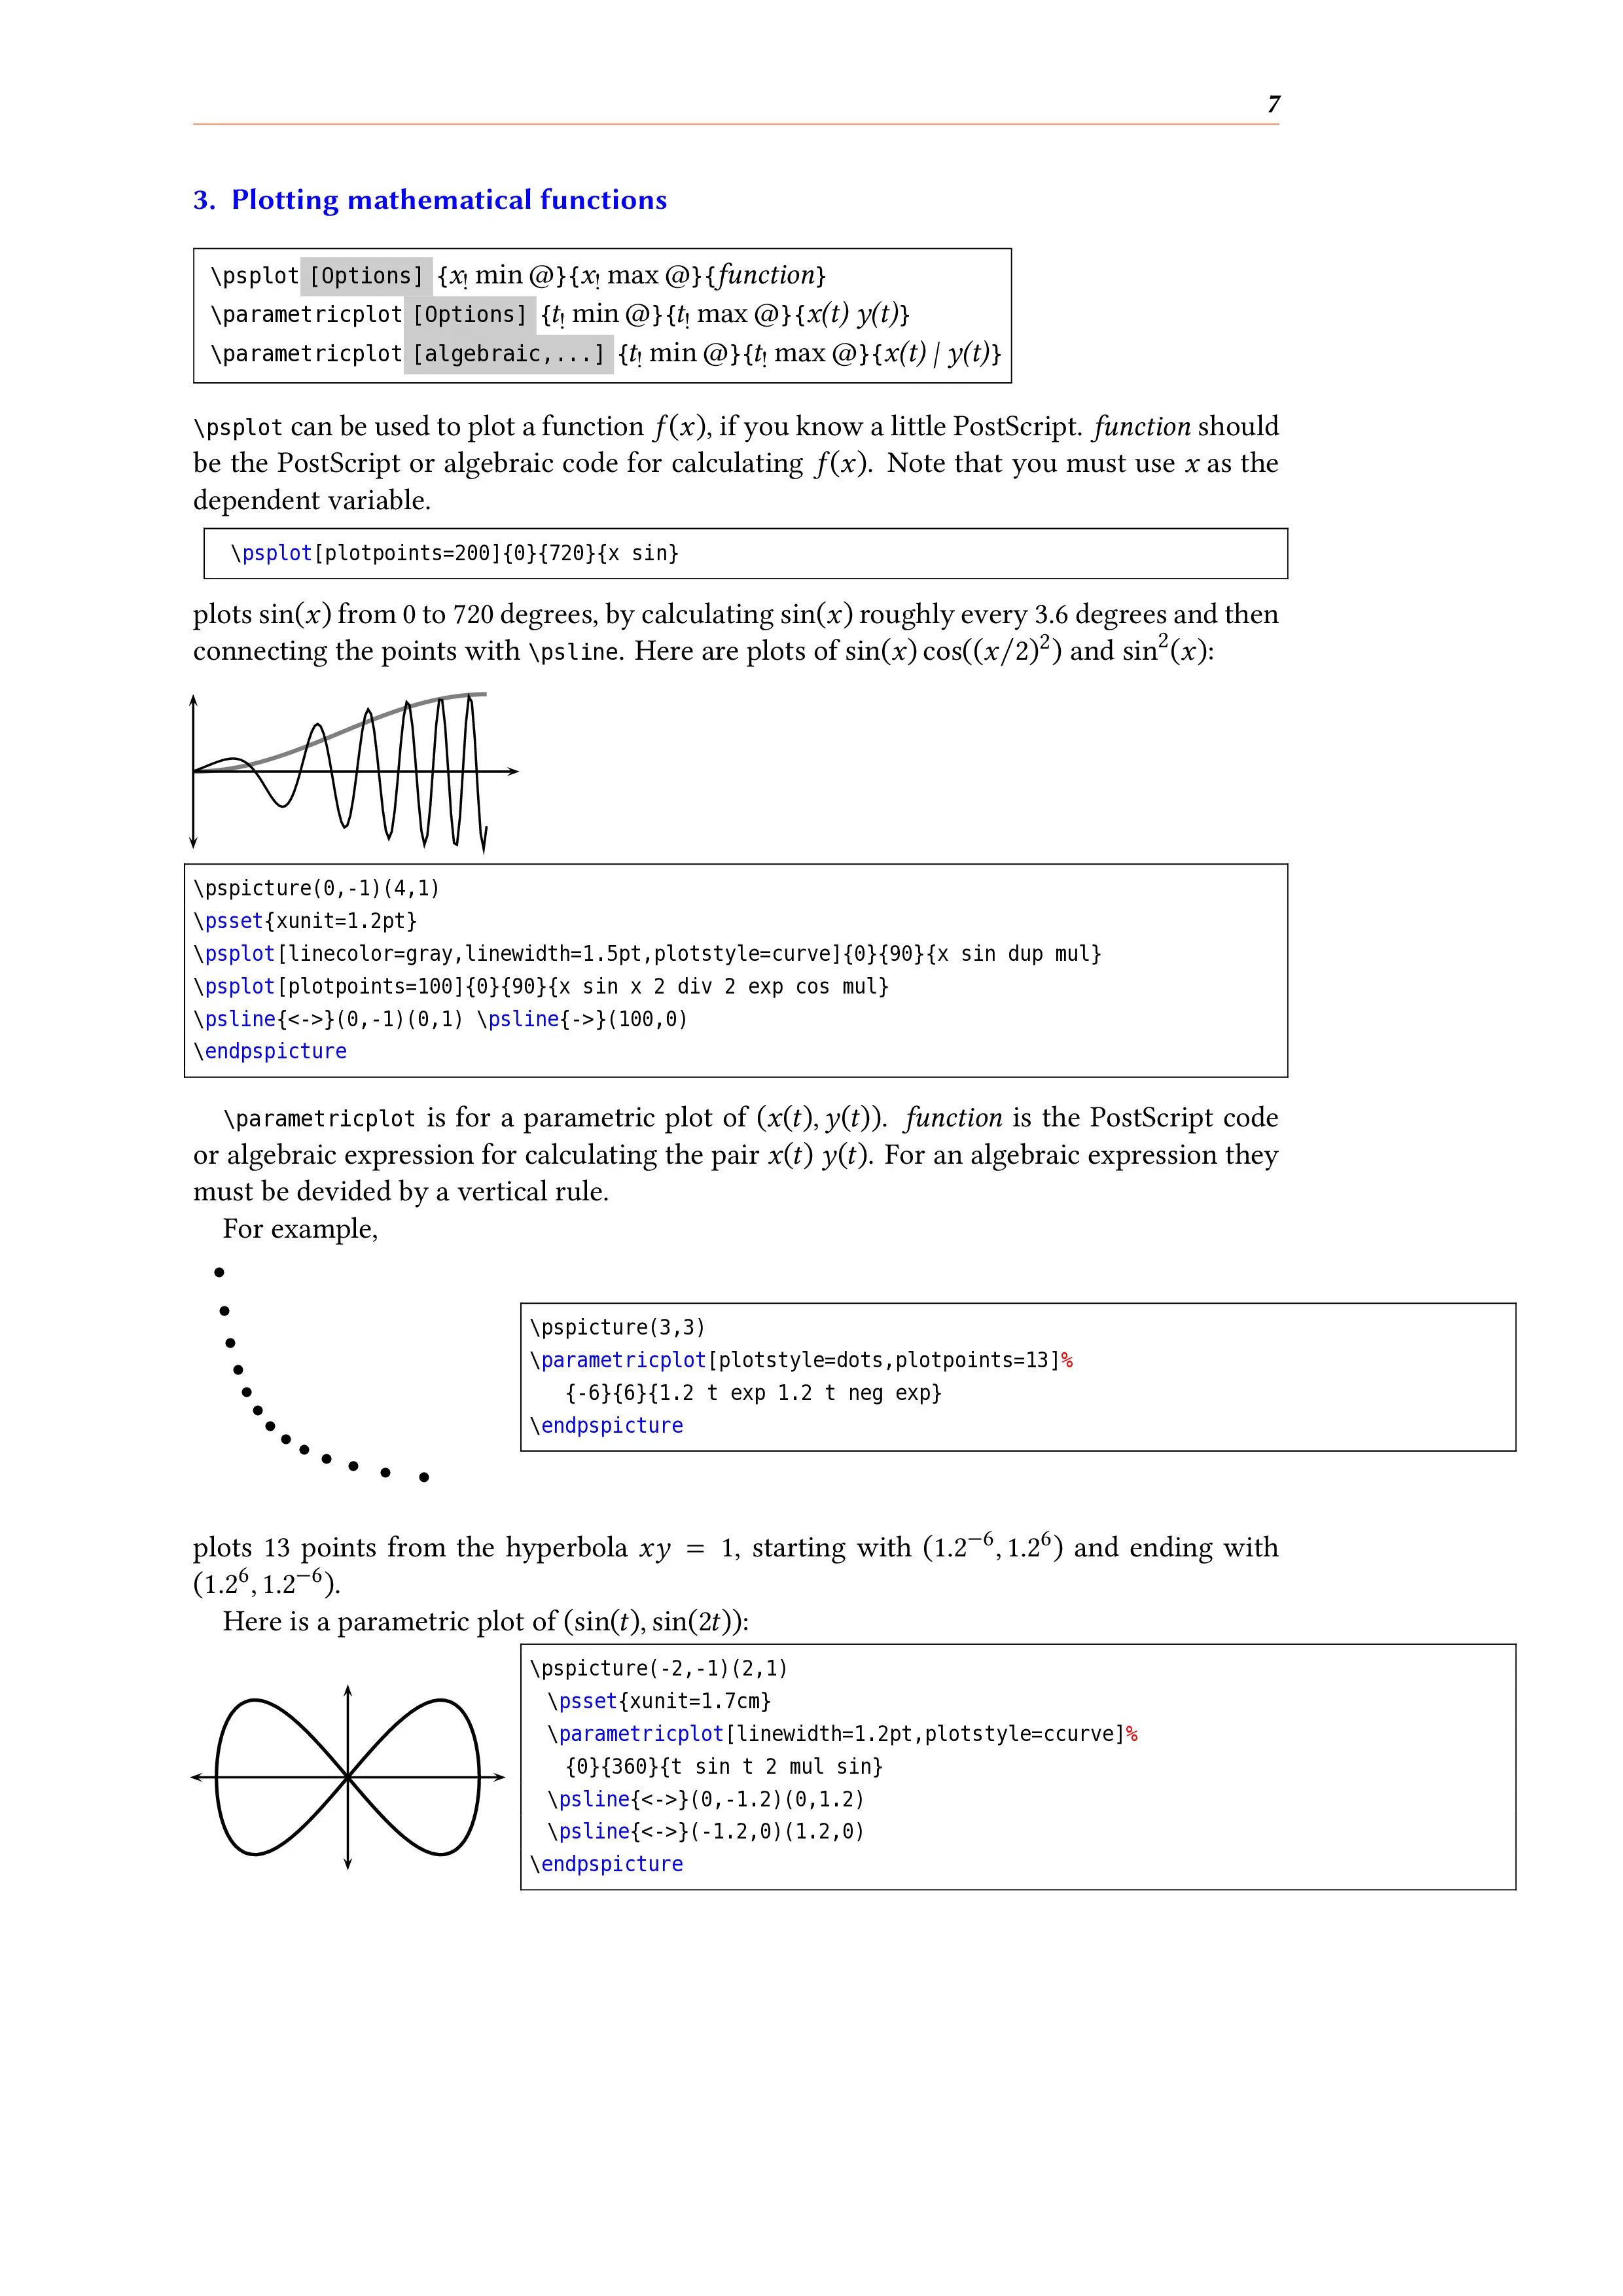 7
3. Plotting mathematical functions
\psplot [Options] {x! min @}{x! max @}{function}
\parametricplot [Options] {t! min @}{t! max @}{x(t) y(t)}
\parametricplot [algebraic,...] {t! min @}{t! max @}{x(t) | y(t)}
\psplot can be used to plot a function f(x), if you know a little PostScript. function should
be the PostScript or algebraic code for calculating f(x). Note that you must use x as the
dependent variable.
\psplot[plotpoints=200]{0}{720}{x sin}
plots sin(x) from 0 to 720 degrees, by calculating sin(x) roughly every 3.6 degrees and then
connecting the points with \psline. Here are plots of sin(x) cos((x/2)²) and sin²(x):
\pspicture(0,-1)(4,1)
\psset{xunit=1.2pt}
\psplot[linecolor=gray,linewidth=1.5pt,plotstyle=curve]{0}{90}{x sin dup mul}
\psplot[plotpoints=100]{0}{90}{x sin x 2 div 2 exp cos mul}
\psline{<->}(0,-1)(0,1) \psline{->}(100,0)
\endpspicture
\parametricplot is for a parametric plot of (x(t), y(t)). function is the PostScript code
or algebraic expression for calculating the pair x(t) y(t). For an algebraic expression they
must be devided by a vertical rule.
For example,
\pspicture(3,3)
\parametricplot[plotstyle=dots,plotpoints=13]%
{-6}{6}{1.2 t exp 1.2 t neg exp}
\endpspicture
plots 13 points from the hyperbola xy = 1, starting with (1.2⁻⁶, 1.2⁶) and ending with
(1.2⁶, 1.2⁻⁶).
Here is a parametric plot of (sin(t), sin(2t)):
\pspicture(-2,-1)(2,1)
\psset{xunit=1.7cm}
\parametricplot[linewidth=1.2pt,plotstyle=ccurve]%
{0}{360}{t sin t 2 mul sin}
\psline{<->}(0,-1.2)(0,1.2)
\psline{<->}(-1.2,0)(1.2,0)
\endpspicture